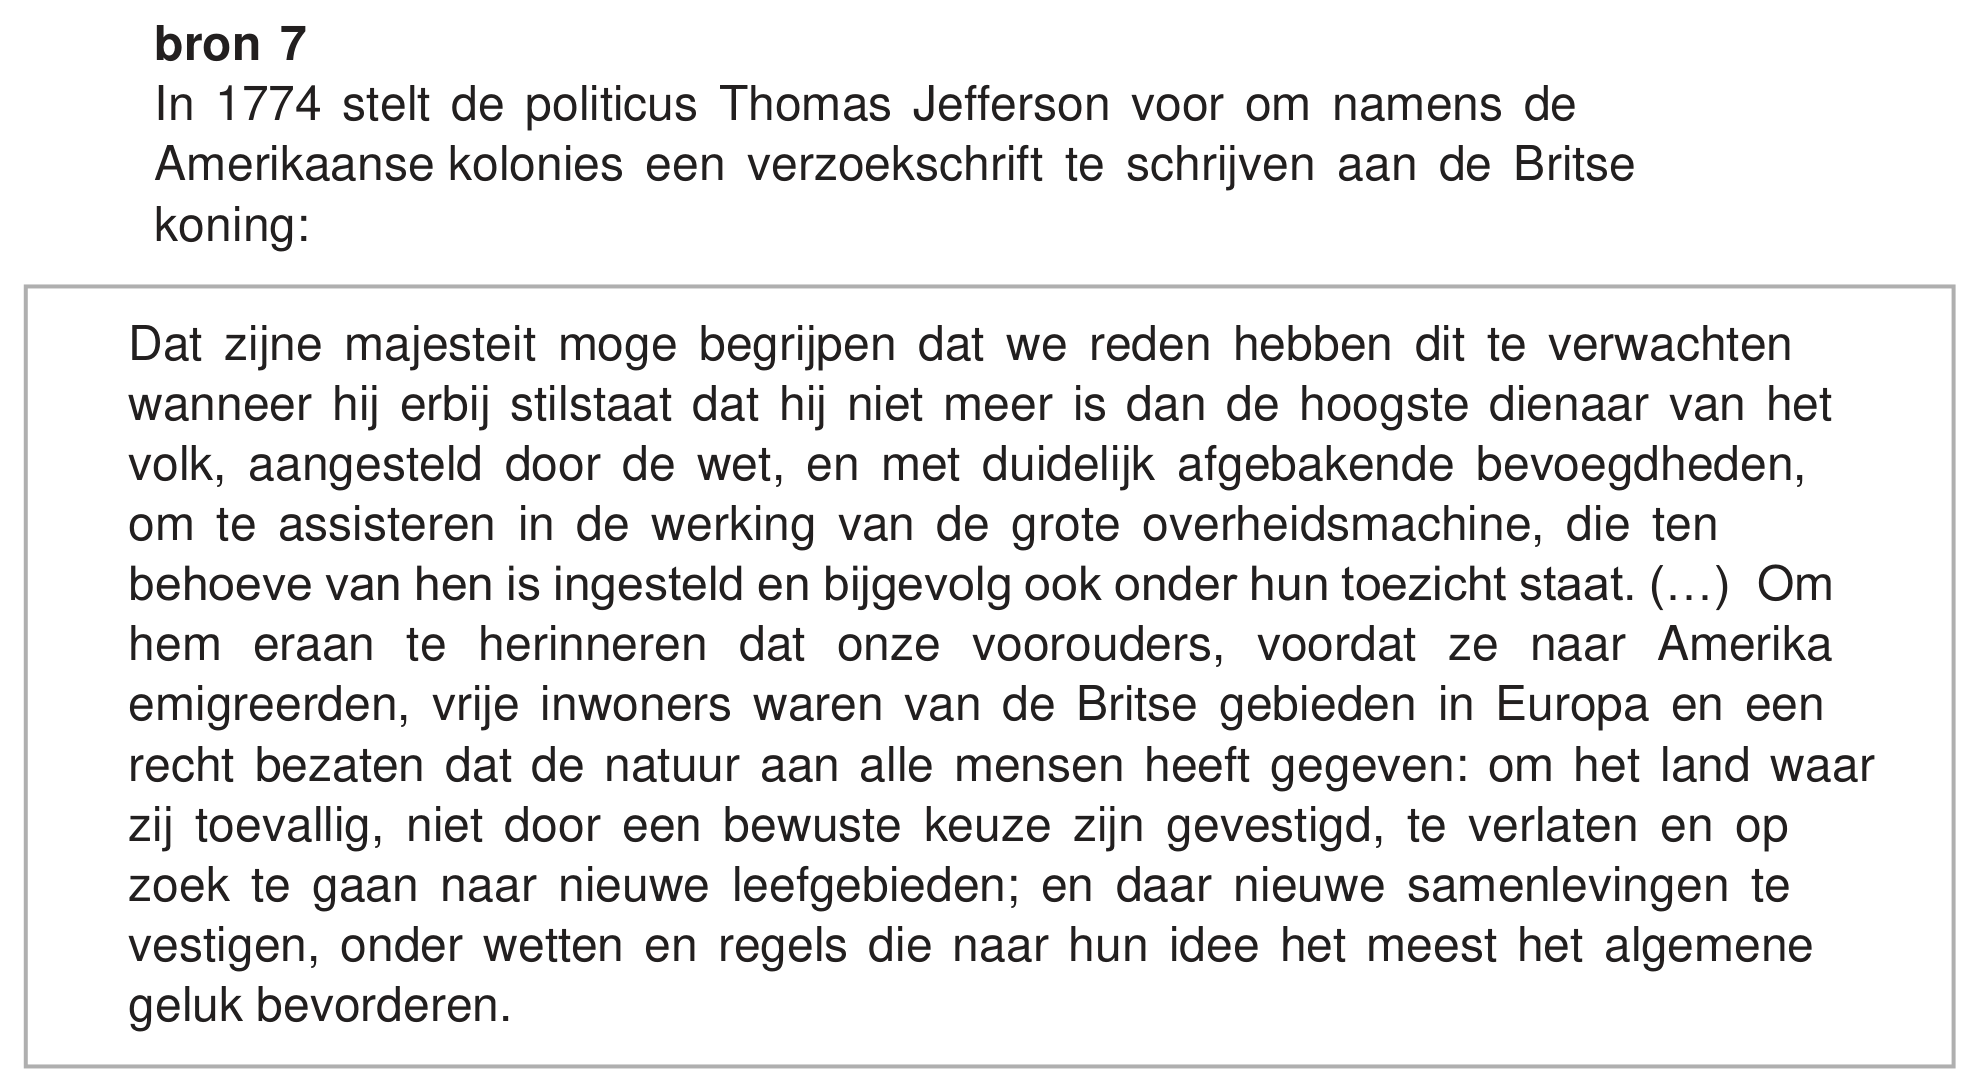 bron 7
In 1774 stelt de politicus Thomas Jefferson voor om namens de
Amerikaanse kolonies een verzoekschrift te schrijven aan de Britse
koning:
Dat zijne majesteit moge begrijpen dat we reden hebben dit te verwachten
wanneer hij erbij stilstaat dat hij niet meer is dan de hoogste dienaar van het
volk, aangesteld door de wet, en met duidelijk afgebakende bevoegdheden,
om te assisteren in de werking van de grote overheidsmachine, die ten
behoeve van hen is ingesteld en bijgevolg ook onder hun toezicht staat. (…) Om
hem eraan te herinneren dat onze voorouders, voordat ze naar Amerika
emigreerden, vrije inwoners waren van de Britse gebieden in Europa en een
recht bezaten dat de natuur aan alle mensen heeft gegeven: om het land waar
zij toevallig, niet door een bewuste keuze zijn gevestigd, te verlaten en op
zoek te gaan naar nieuwe leefgebieden; en daar nieuwe samenlevingen te
vestigen, onder wetten en regels die naar hun idee het meest het algemene
geluk bevorderen.